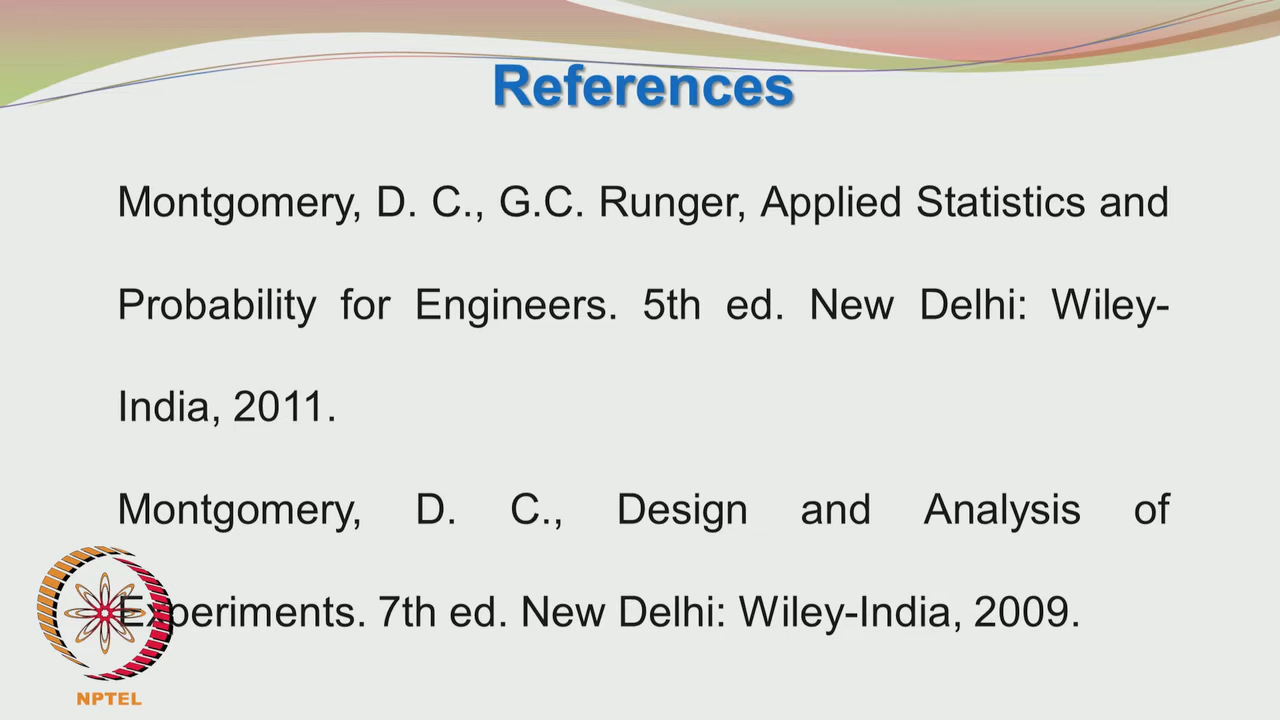 References
Montgomery, D. C., G.C. Runger, Applied Statistics and
Probability for Engineers. 5th ed. New Delhi: Wiley-
India, 2011.
Montgomery, D. C., Design and Analysis of
Experiments. 7th ed. New Delhi: Wiley-India, 2009.
NPTEL